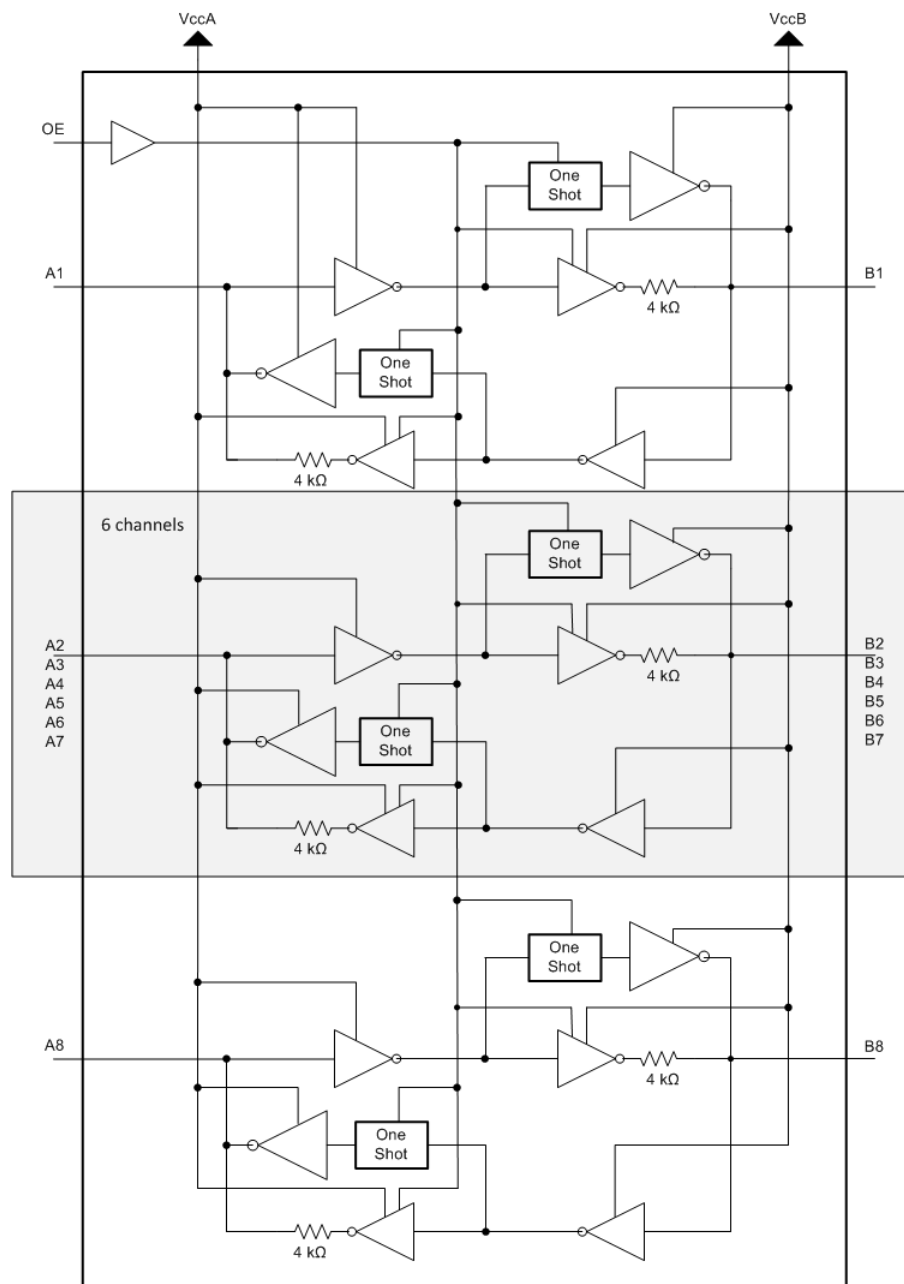 VccA
VccB
OE
One
Shot
A1
B1
4 kΩ
One
Shot
4 kΩ
6 channels
One
Shot
A2
A3
A4
A5
A6
A7
B2
B3
B4
B5
B6
B7
4 kΩ
One
Shot
4 kΩ
One
Shot
A8
B8
4 kΩ
One
Shot
4 kΩ